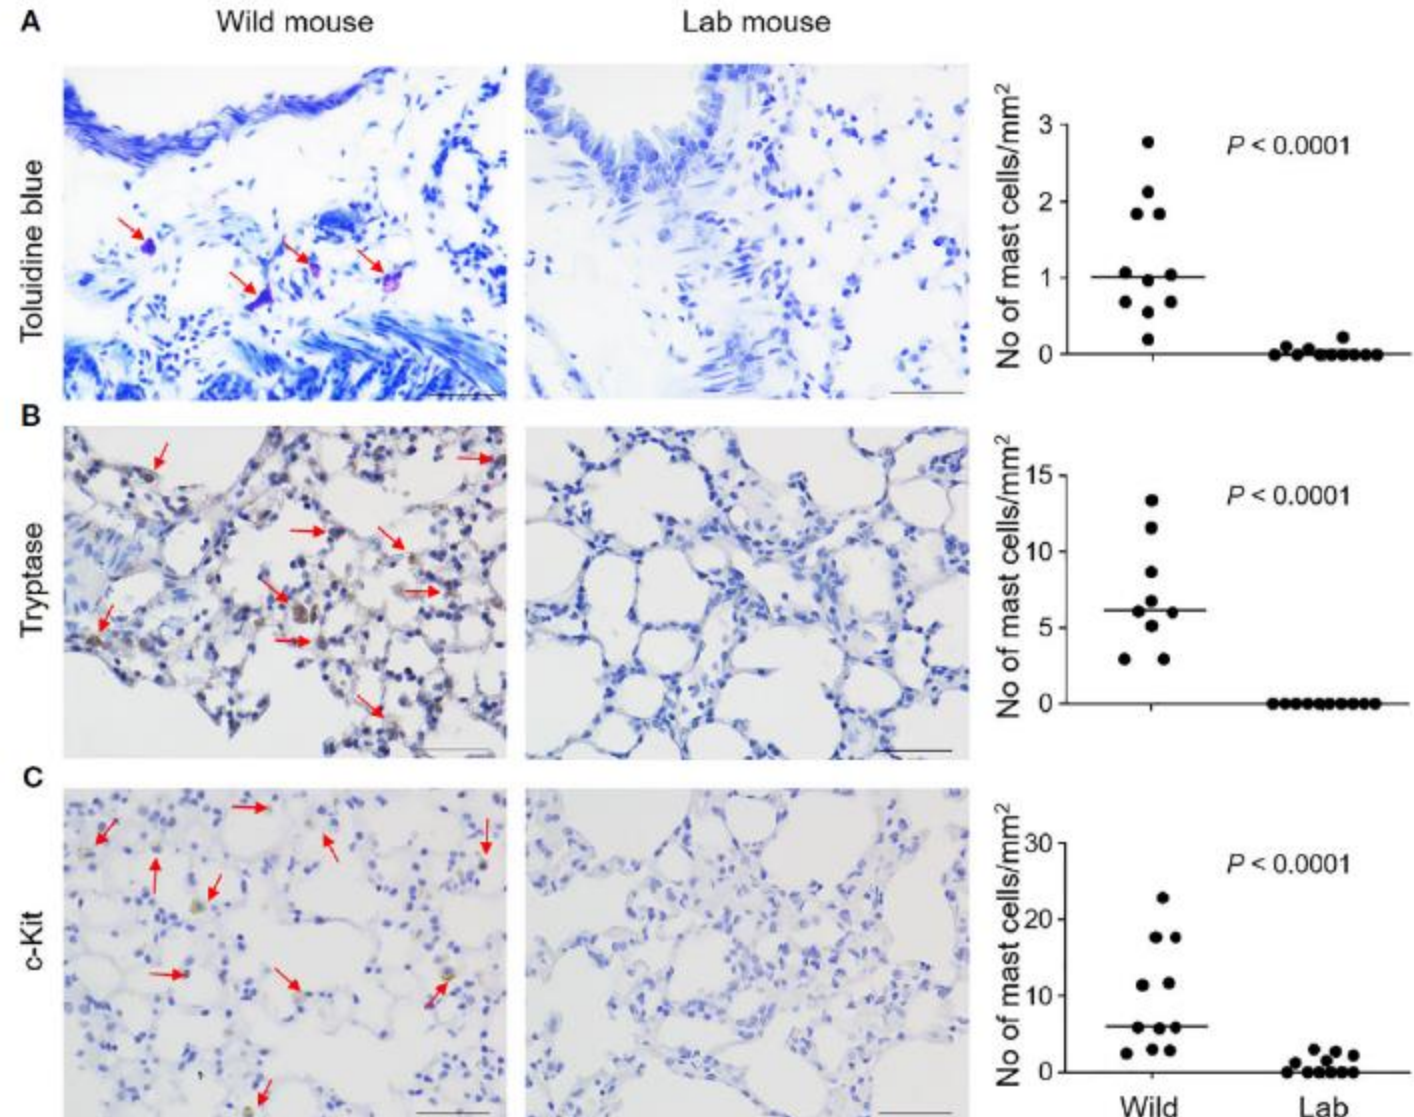 A
Wild mouse
Lab mouse
Toluidine blue
No of mast cells/mm²
3
2
1
0
P < 0.0001
B
Tryptase
No of mast cells/mm²
15
10
5
0
P < 0.0001
C
c-Kit
No of mast cells/mm²
30
20
10
0
P < 0.0001
Wild
Lab